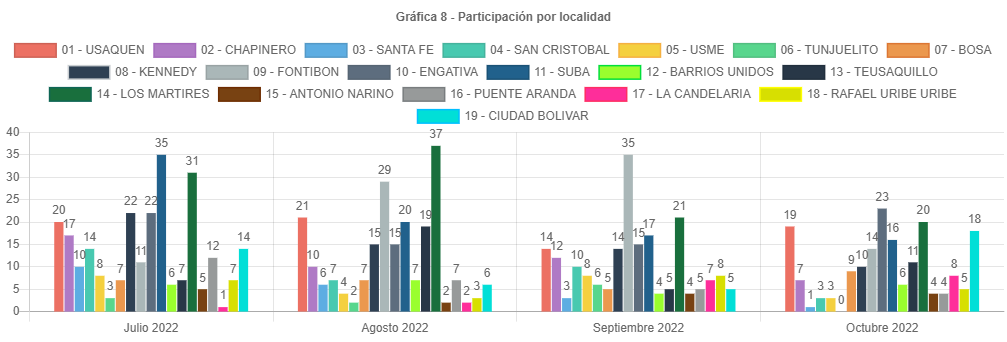 Gráfica 8 - Participación por localidad
01 - USAQUEN 02 - CHAPINERO 03 - SANTA FE 04 - SAN CRISTOBAL 05 - USME 06 - TUNJUELITO 07 - BOSA
08 - KENNEDY 09 - FONTIBON 10 - ENGATIVA 11 - SUBA 12 - BARRIOS UNIDOS 13 - TEUSAQUILLO
14 - LOS MARTIRES 15 - ANTONIO NARINO 16 - PUENTE ARANDA 17 - LA CANDELARIA 18 - RAFAEL URIBE URIBE
19 - CIUDAD BOLIVAR
40
35
30
25
20
15
10
5
0
20 17 10 14 8 3 7 22 11 22 35 6 7 31 5 12 1 7 14
21 10 6 7 4 2 7 15 29 15 20 7 19 37 2 7 2 3 6
14 12 3 10 8 6 5 14 35 15 17 4 5 21 4 5 7 8 5
19 7 1 3 3 0 9 10 14 23 16 6 11 20 4 4 8 5 18
Julio 2022 Agosto 2022 Septiembre 2022 Octubre 2022